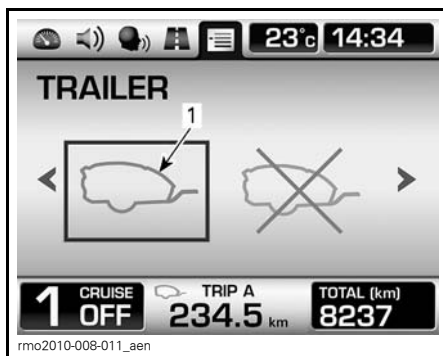 23°c 14:34
TRAILER
1
1 CRUISE OFF TRIP A 234.5 km TOTAL (km) 8237
rmo2010-008-011_aen